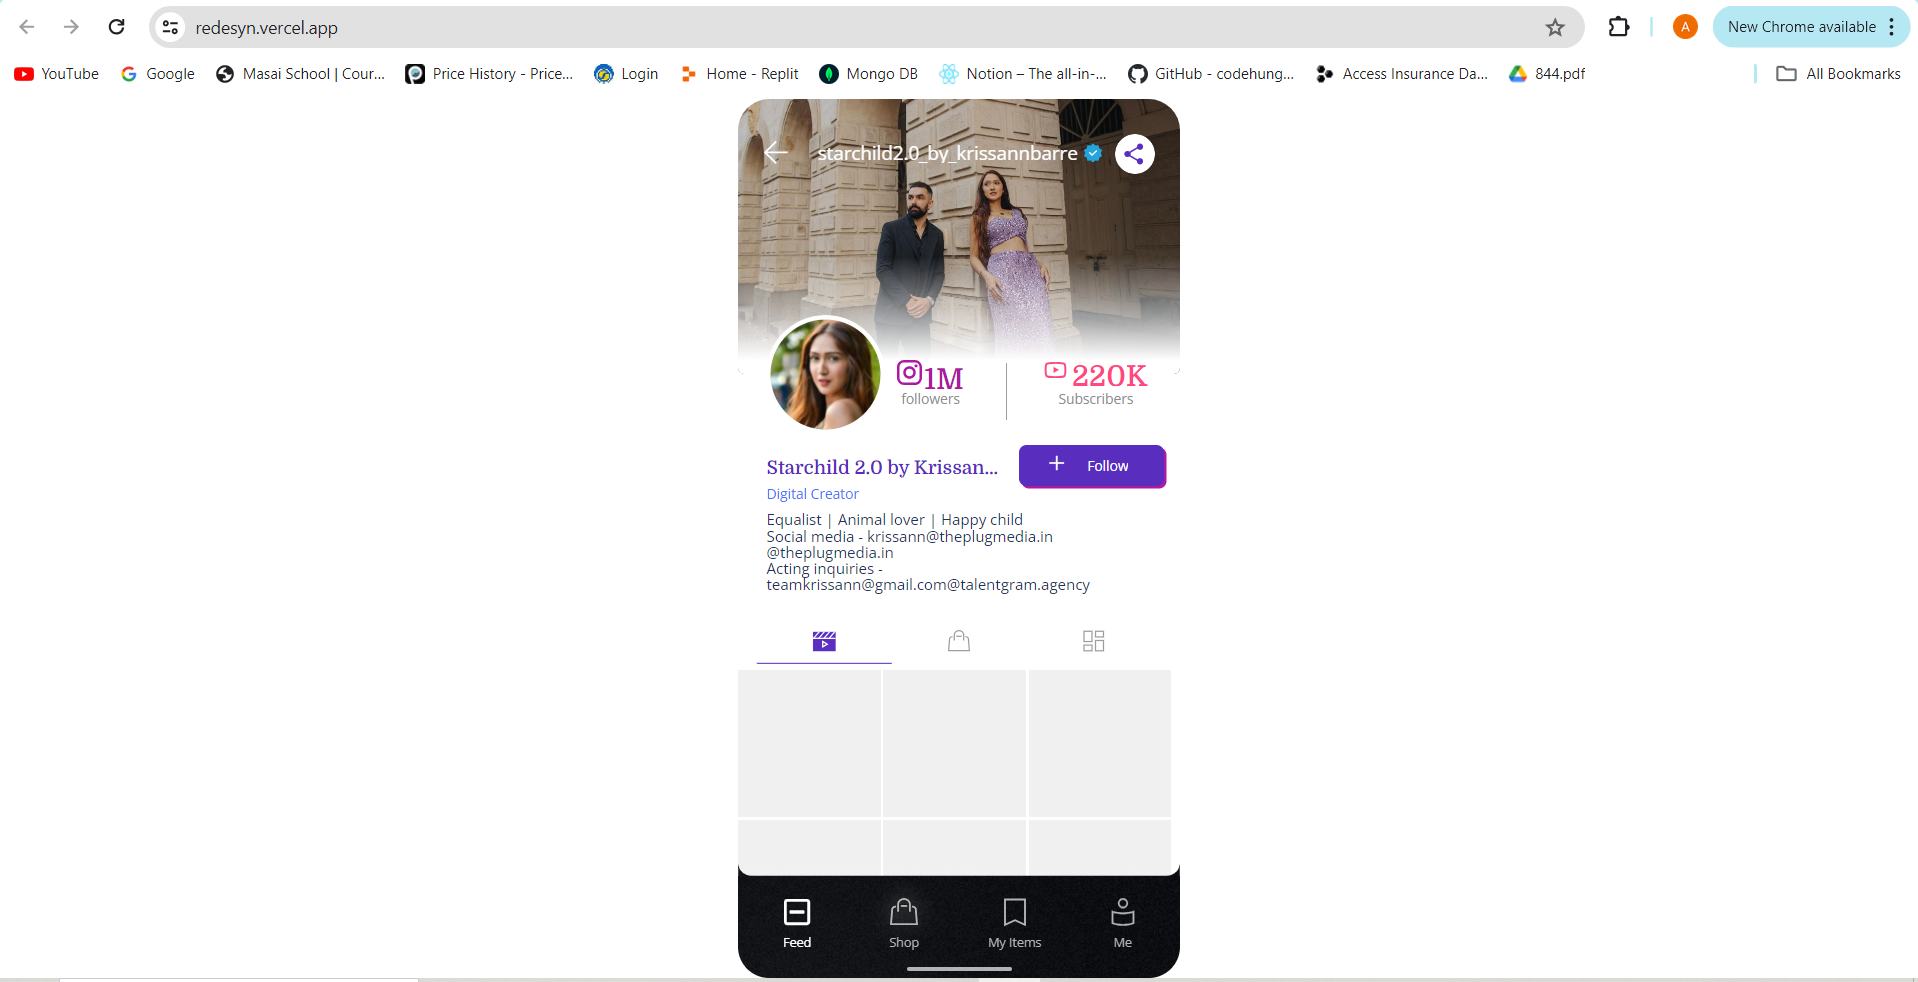 redesyn.vercel.app
A
New Chrome available
YouTube
Google
Masai School | Cour...
Price History - Price...
Login
Home - Replit
Mongo DB
Notion – The all-in-...
GitHub - codehung...
Access Insurance Da...
844.pdf
All Bookmarks
starchild2.0_by_krissannbarre
1M
followers
220K
Subscribers
Starchild 2.0 by Krissan...
Follow
Digital Creator
Equalist | Animal lover | Happy child
Social media - krissann@theplugmedia.in
@theplugmedia.in
Acting inquiries -
teamkrissann@gmail.com@talentgram.agency
Feed
Shop
My Items
Me